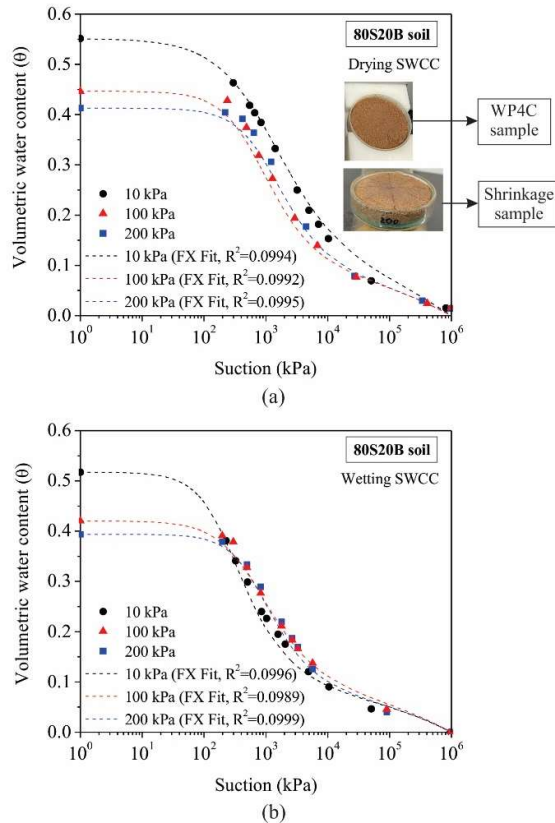 0.6
0.5
0.4
0.3
0.2
0.1
0.0
Volumetric water content (θ)
80S20B soil
Drying SWCC
WP4C
sample
Shrinkage
sample
10 kPa
100 kPa
200 kPa
10 kPa (FX Fit, R²=0.0994)
100 kPa (FX Fit, R²=0.0992)
200 kPa (FX Fit, R²=0.0995)
10⁰ 10¹ 10² 10³ 10⁴ 10⁵ 10⁶
Suction (kPa)
(a)
0.6
0.5
0.4
0.3
0.2
0.1
0.0
Volumetric water content (θ)
80S20B soil
Wetting SWCC
10 kPa
100 kPa
200 kPa
10 kPa (FX Fit, R²=0.0996)
100 kPa (FX Fit, R²=0.0989)
200 kPa (FX Fit, R²=0.0999)
10⁰ 10¹ 10² 10³ 10⁴ 10⁵ 10⁶
Suction (kPa)
(b)